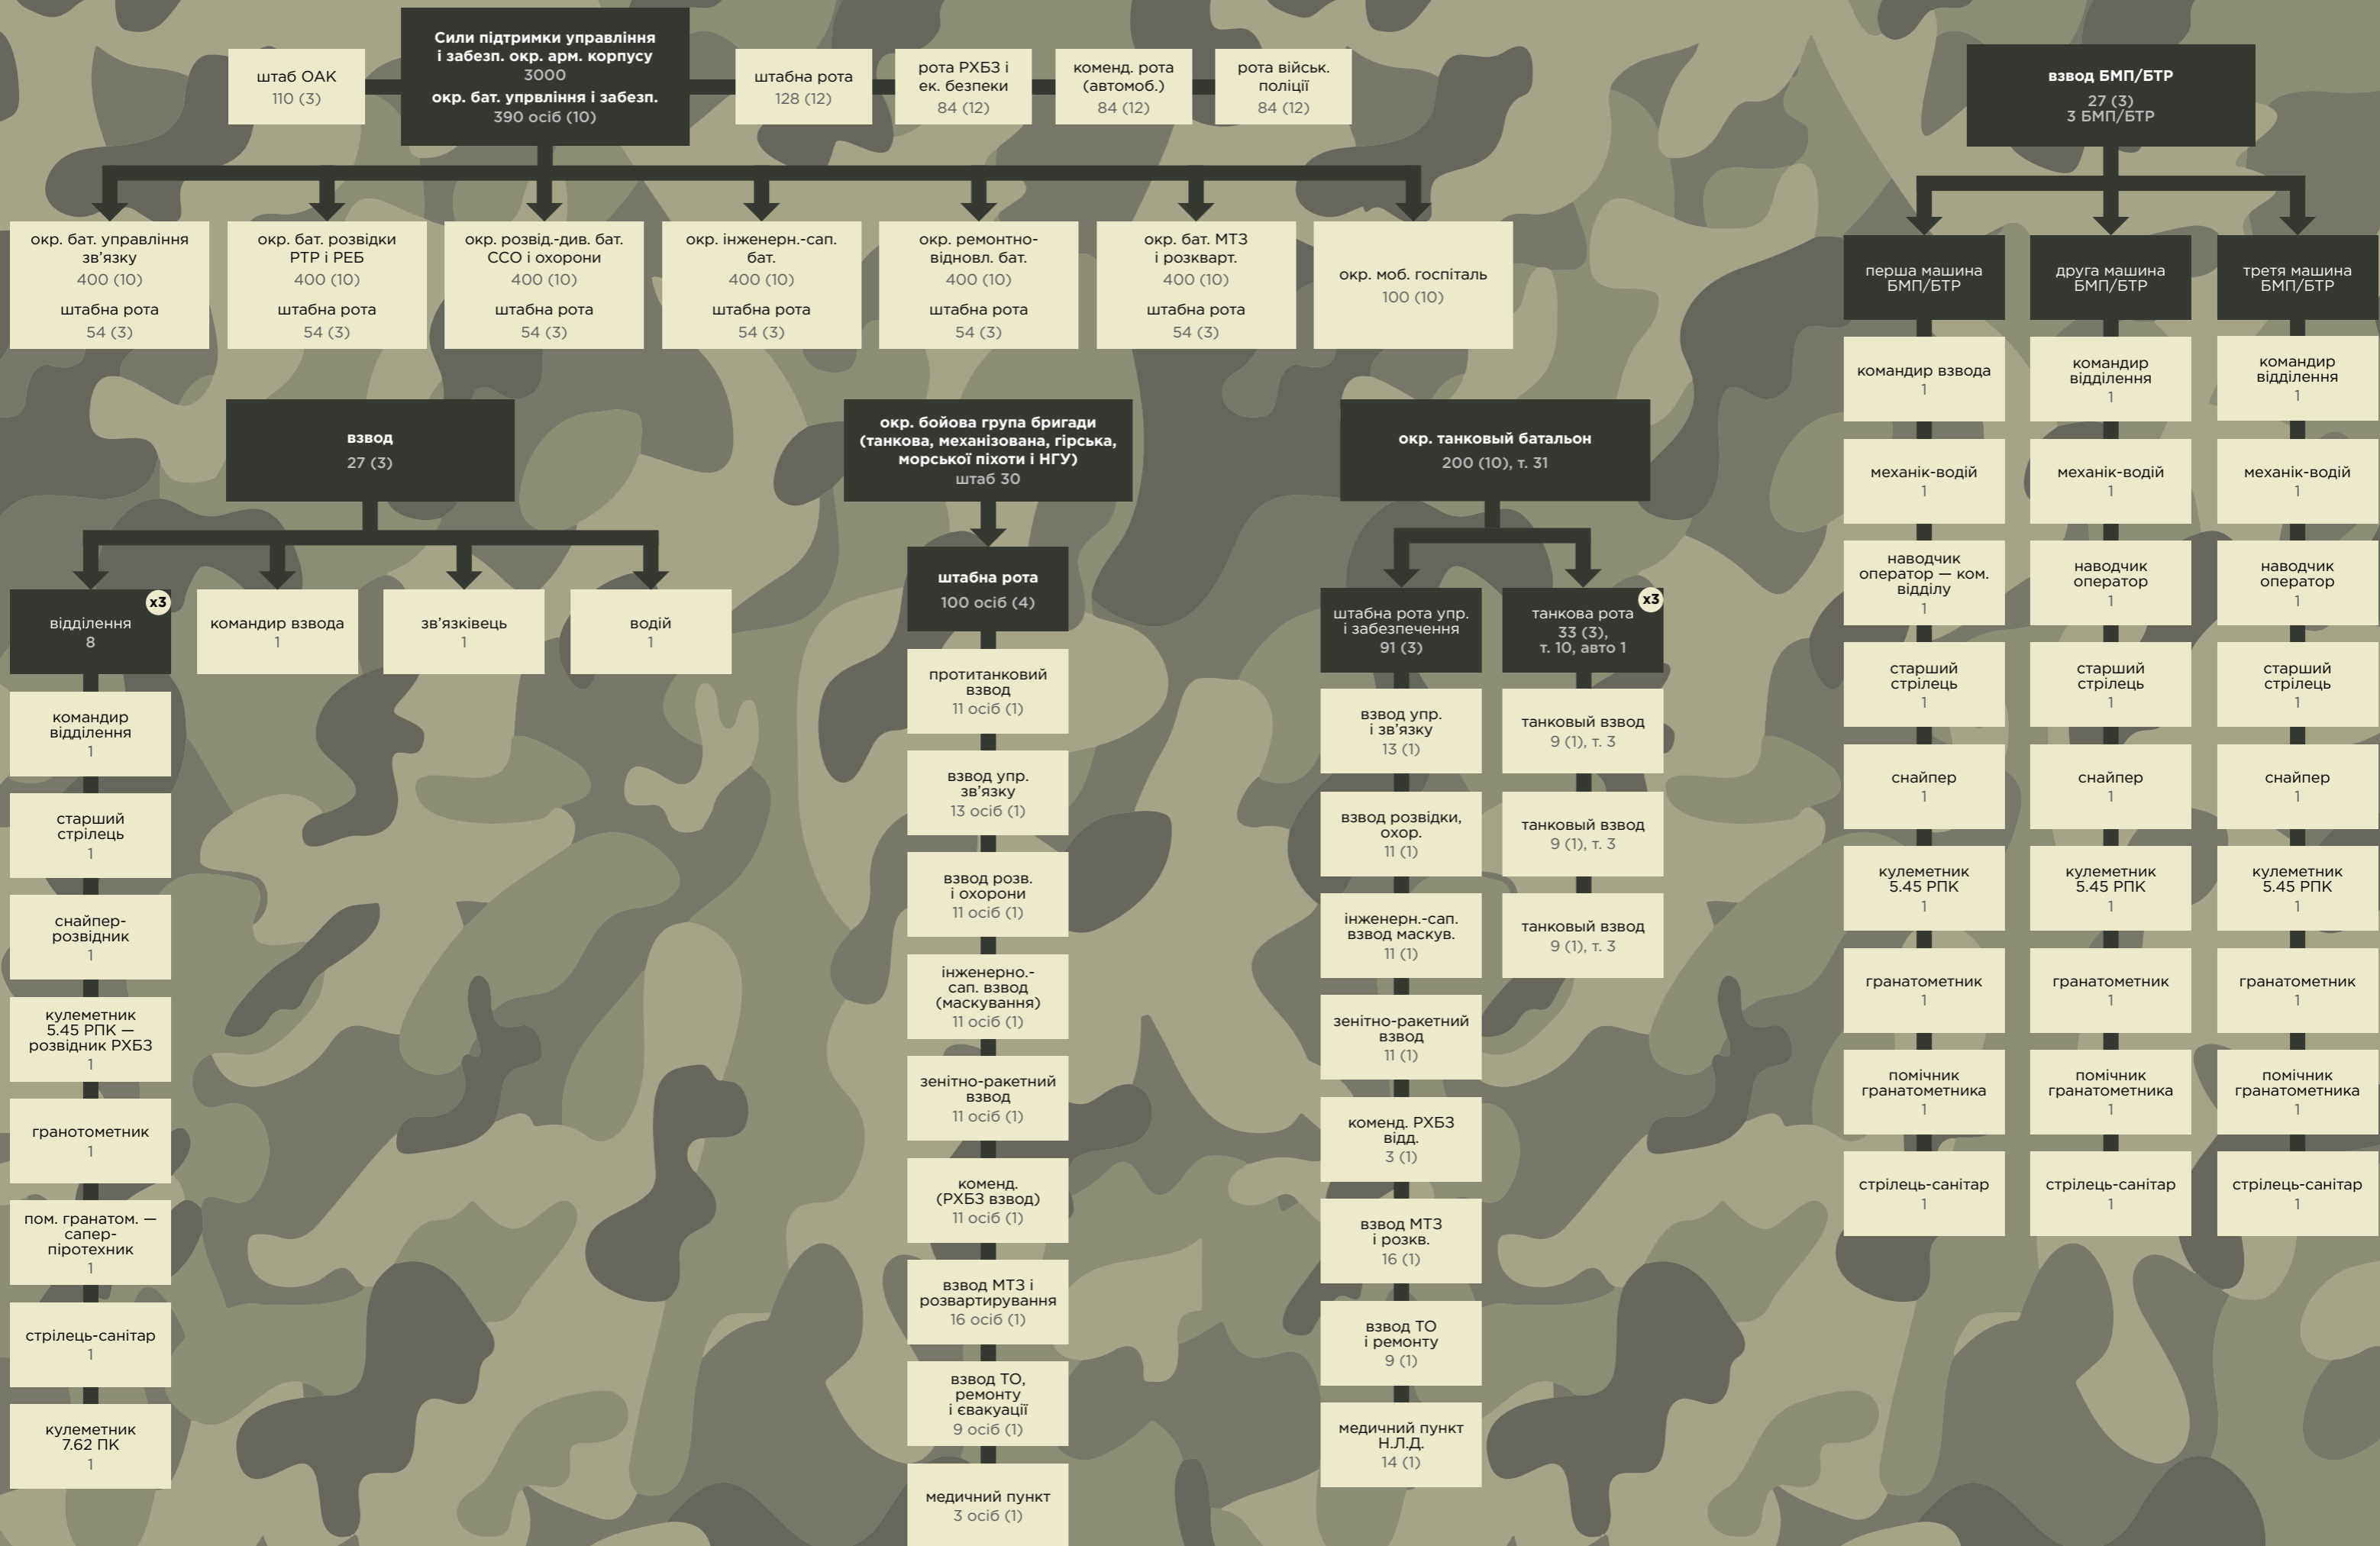 Сили підтримки управління
і забезп. окр. арм. корпусу
3000
окр. бат. упрвління і забезп.
390 осіб (10)
штаб ОАК
110 (3)
штабна рота
128 (12)
рота РХБЗ і
ек. безпеки
84 (12)
коменд. рота
(автомоб.)
84 (12)
рота військ.
поліції
84 (12)
окр. бат. управління
зв’язку
400 (10)
штабна рота
54 (3)
окр. бат. розвідки
РТР і РЕБ
400 (10)
штабна рота
54 (3)
окр. розвід.-див. бат.
ССО і охорони
400 (10)
штабна рота
54 (3)
окр. інженерн.-сап.
бат.
400 (10)
штабна рота
54 (3)
окр. ремонтно-
відновл. бат.
400 (10)
штабна рота
54 (3)
окр. бат. МТЗ
і розкварт.
400 (10)
штабна рота
54 (3)
окр. моб. госпіталь
100 (10)
взвод
27 (3)
відділення
8
x3
командир взвода
1
зв’язківець
1
водій
1
командир
відділення
1
старший
стрілець
1
снайпер-
розвідник
1
кулеметник
5.45 РПК —
розвідник РХБЗ
1
гранотометник
1
пом. гранатом. —
сапер-
піротехник
1
стрілець-санітар
1
кулеметник
7.62 ПК
1
окр. бойова група бригади
(танкова, механізована, гірська,
морської піхоти і НГУ)
штаб 30
штабна рота
100 осіб (4)
протитанковий
взвод
11 осіб (1)
взвод упр.
зв’язку
13 осіб (1)
взвод розв.
і охорони
11 осіб (1)
інженерно.-
сап. взвод
(маскування)
11 осіб (1)
зенітно-ракетний
взвод
11 осіб (1)
коменд.
(РХБЗ взвод)
11 осіб (1)
взвод МТЗ і
розвартирування
16 осіб (1)
взвод ТО,
ремонту
і євакуації
9 осіб (1)
медичний пункт
3 осіб (1)
окр. танковый батальон
200 (10), т. 31
штабна рота упр.
і забезпечення
91 (3)
танкова рота
33 (3),
т. 10, авто 1
x3
взвод упр.
і зв’язку
13 (1)
взвод розвідки,
охор.
11 (1)
інженерн.-сап.
взвод маскув.
11 (1)
зенітно-ракетний
взвод
11 (1)
коменд. РХБЗ
відд.
3 (1)
взвод МТЗ
і розкв.
16 (1)
взвод ТО
і ремонту
9 (1)
медичний пункт
Н.Л.Д.
14 (1)
танковый взвод
9 (1), т. 3
танковый взвод
9 (1), т. 3
танковый взвод
9 (1), т. 3
взвод БМП/БТР
27 (3)
3 БМП/БТР
перша машина
БМП/БТР
командир взвода
1
механік-водій
1
наводчик
оператор — ком.
відділу
1
старший
стрілець
1
снайпер
1
кулеметник
5.45 РПК
1
гранатометник
1
помічник
гранатометника
1
стрілець-санітар
1
друга машина
БМП/БТР
командир
відділення
1
механік-водій
1
наводчик
оператор
1
старший
стрілець
1
снайпер
1
кулеметник
5.45 РПК
1
гранатометник
1
помічник
гранатометника
1
стрілець-санітар
1
третя машина
БМП/БТР
командир
відділення
1
механік-водій
1
наводчик
оператор
1
старший
стрілець
1
снайпер
1
кулеметник
5.45 РПК
1
гранатометник
1
помічник
гранатометника
1
стрілець-санітар
1